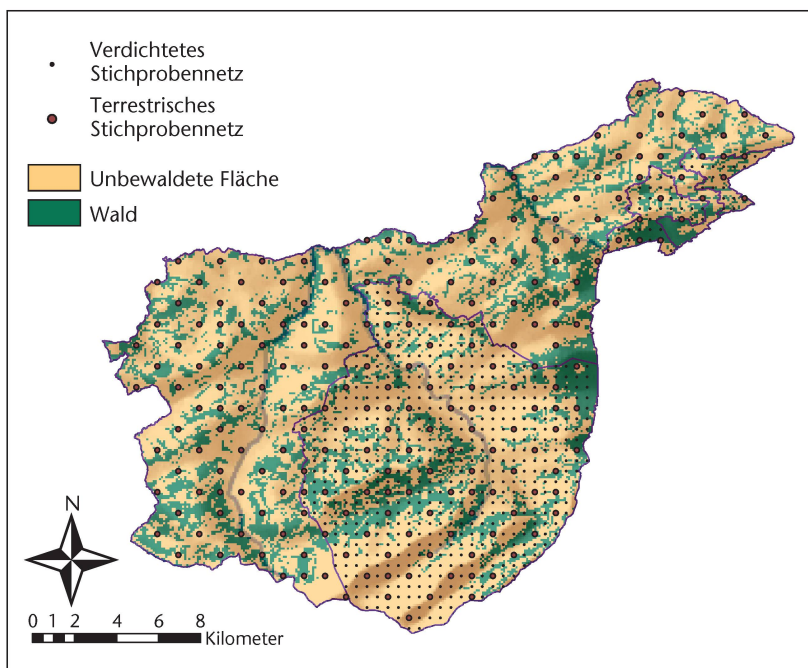 Verdichtetes
Stichprobennetz
Terrestrisches
Stichprobennetz
Unbewaldete Fläche
Wald
N
0 1 2 4 6 8
Kilometer